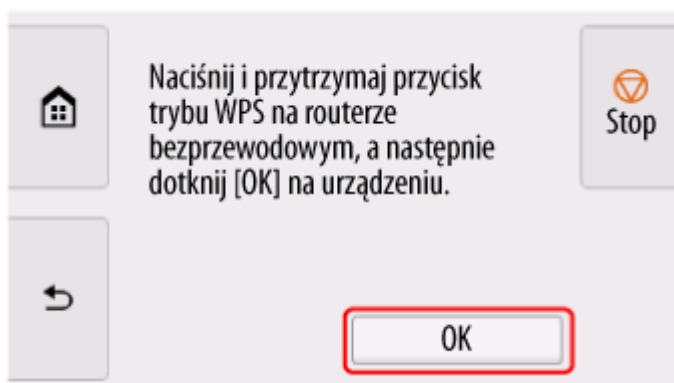 Naciśnij i przytrzymaj przycisk
trybu WPS na routerze
bezprzewodowym, a następnie
dotknij [OK] na urządzeniu.
Stop
OK